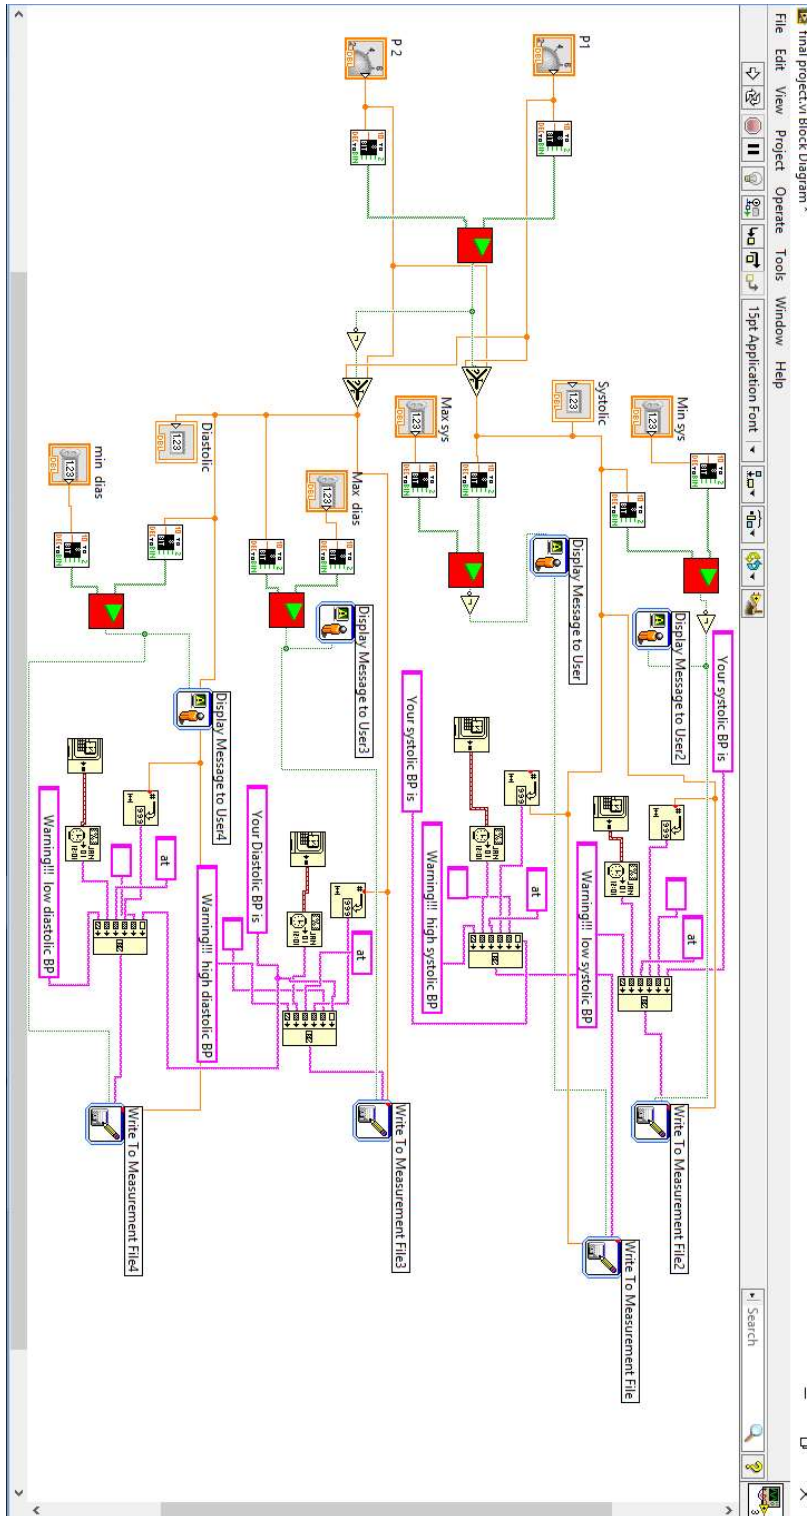 final project.vi Block Diagram *
File Edit View Project Operate Tools Window Help
15pt Application Font
Search
P1
P 2
Min sys
Systolic
Max sys
Max dias
Diastolic
min dias
Display Message to User2
Display Message to User
Display Message to User3
Display Message to User4
Your systolic BP is
at
Warning!!! low systolic BP
Your systolic BP is
at
Warning!!! high systolic BP
Your Diastolic BP is
at
Warning!!! high diastolic BP
at
Warning!!! low diastolic BP
Write To Measurement File2
Write To Measurement File
Write To Measurement File3
Write To Measurement File4